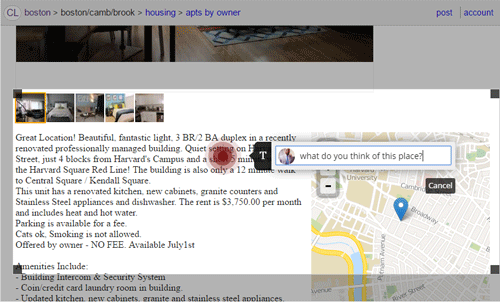 CL boston > boston/camb/brook > housing > apts by owner post account
Great Location! Beautiful, fantastic light, 3 BR/2 BA duplex in a recently
renovated professionally managed building. Quiet setting on
Street, just 4 blocks from Harvard's Campus and a
the Harvard Square Red Line! The building is also only a 12 minute walk
to Central Square / Kendall Square.
This unit has a renovated kitchen, new cabinets, granite counters and
Stainless Steel appliances and dishwasher. The rent is $3,750.00 per month
and includes heat and hot water.
Parking is available for a fee.
Cats ok, Smoking is not allowed.
Offered by owner - NO FEE. Available July1st
Amenities Include:
- Building Intercom & Security System
- Coin/credit card laundry room in building.
- Updated kitchen, new cabinets, granite and stainless steel appliances,
T what do you think of this place?
-
Cancel
Broadway
Putnam Avenue